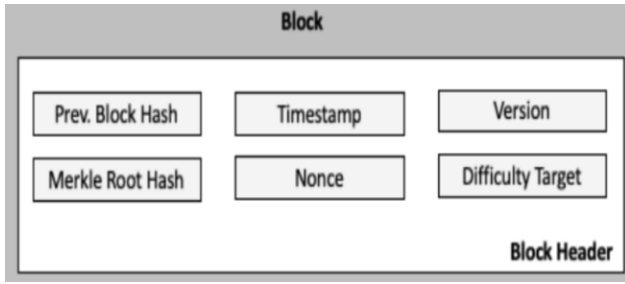 Block
Prev. Block Hash
Timestamp
Version
Merkle Root Hash
Nonce
Difficulty Target
Block Header